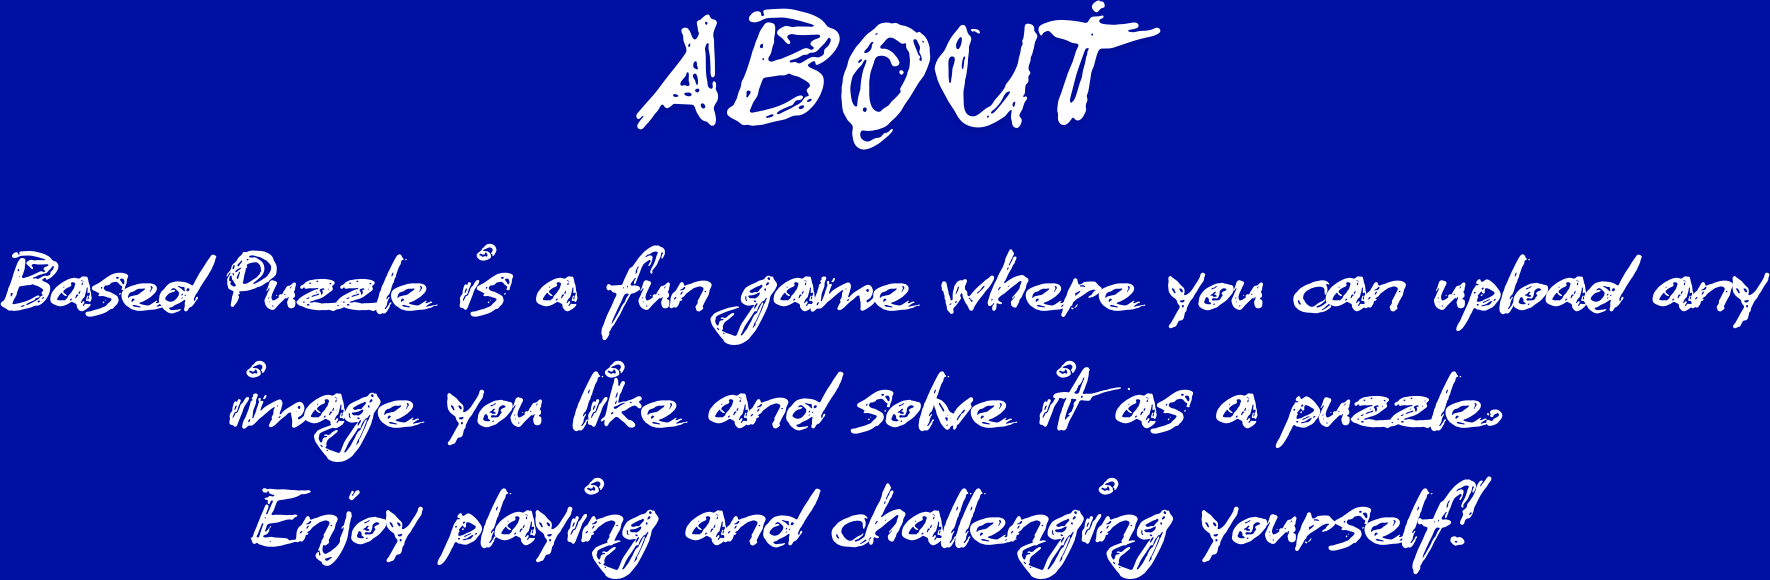 ABOUT
Based Puzzle is a fun game where you can upload any
image you like and solve it as a puzzle.
Enjoy playing and challenging yourself!